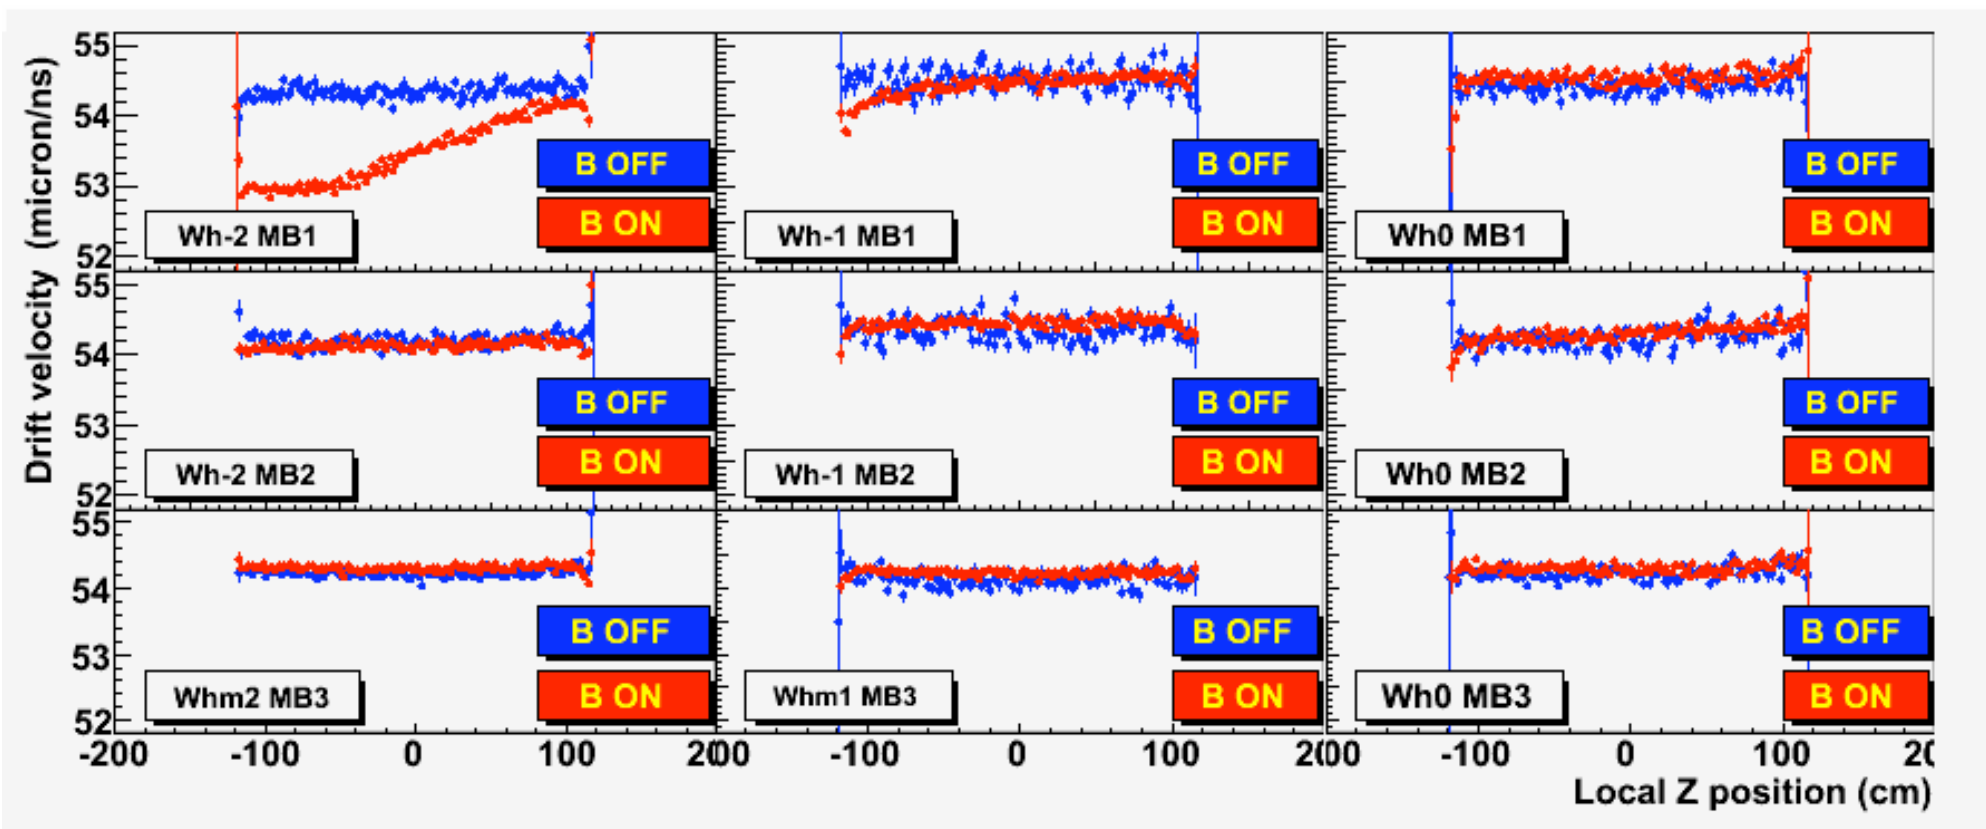 Drift velocity (micron/ns)
55
54
53
52
B OFF
B ON
Wh-2 MB1
B OFF
B ON
Wh-1 MB1
B OFF
B ON
Wh0 MB1
55
54
53
52
B OFF
B ON
Wh-2 MB2
B OFF
B ON
Wh-1 MB2
B OFF
B ON
Wh0 MB2
55
54
53
52
B OFF
B ON
Whm2 MB3
B OFF
B ON
Whm1 MB3
B OFF
B ON
Wh0 MB3
-200 -100 0 100 -100 0 100 -100 0 100
Local Z position (cm)